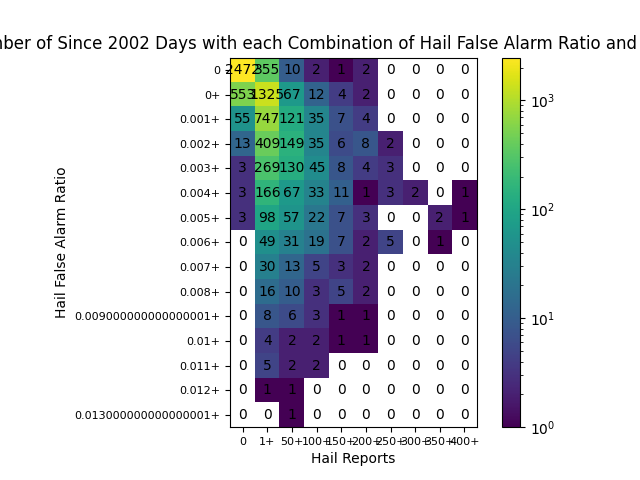 mber of Since 2002 Days with each Combination of Hail False Alarm Ratio and
0 2472 355 10 2 1 2 0 0 0 0
0+ 553 1325 67 12 4 2 0 0 0 0
0.001+ 55 747 121 35 7 4 0 0 0 0
0.002+ 13 409 149 35 6 8 2 0 0 0
0.003+ 3 269 130 45 8 4 3 0 0 0
0.004+ 3 166 67 33 11 1 3 2 0 1
0.005+ 3 98 57 22 7 3 0 0 2 1
0.006+ 0 49 31 19 7 2 5 0 1 0
0.007+ 0 30 13 5 3 2 0 0 0 0
0.008+ 0 16 10 3 5 2 0 0 0 0
0.009000000000000001+ 0 8 6 3 1 1 0 0 0 0
0.01+ 0 4 2 2 1 1 0 0 0 0
0.011+ 0 5 2 2 0 0 0 0 0 0
0.012+ 0 1 1 0 0 0 0 0 0 0
0.013000000000000001+ 0 0 1 0 0 0 0 0 0 0
0 1+ 50+ 100+ 150+ 200+ 250+ 300+ 350+ 400+
Hail Reports
Hail False Alarm Ratio
10³
10²
10¹
10⁰